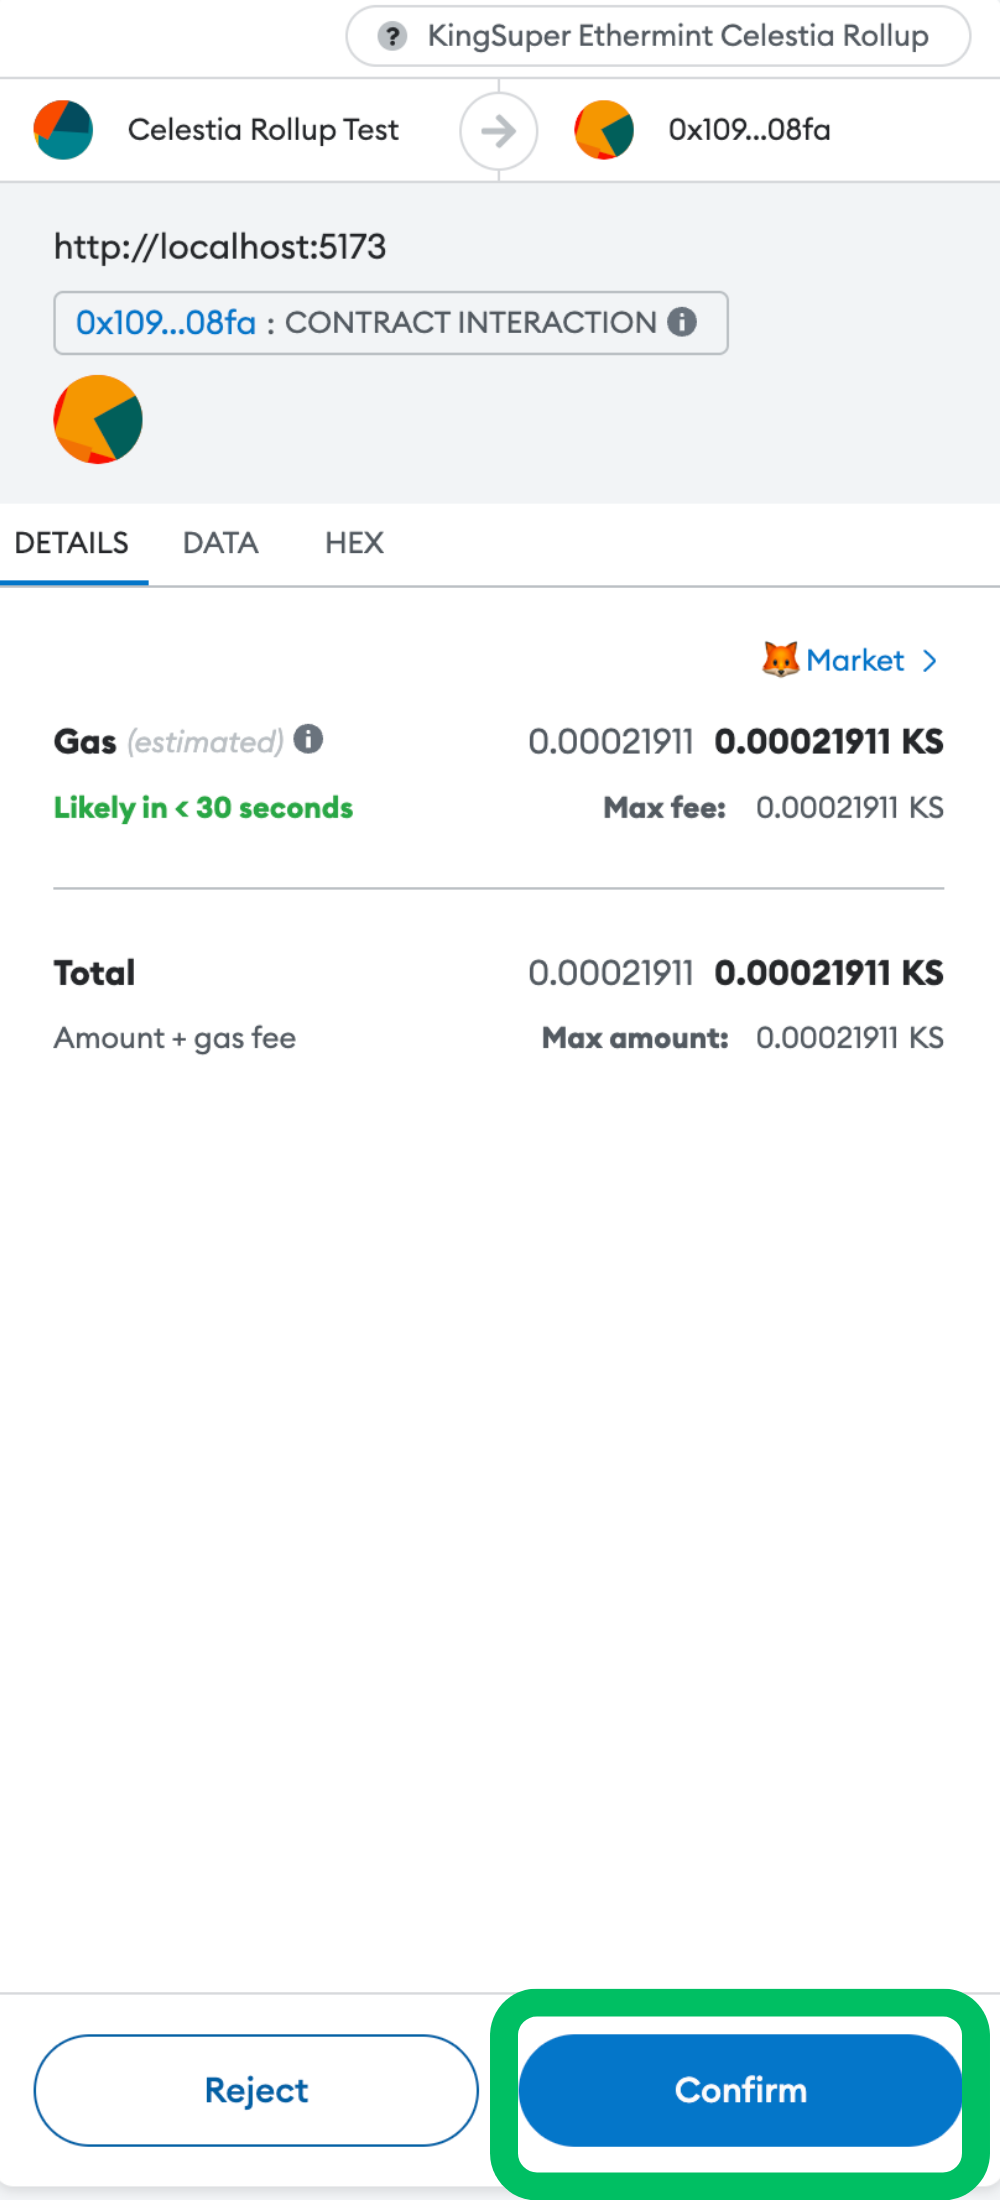 ? KingSuper Ethermint Celestia Rollup
Celestia Rollup Test 0x109...08fa
http://localhost:5173
0x109...08fa : CONTRACT INTERACTION i
DETAILS DATA HEX
Market >
Gas (estimated) i 0.00021911 0.00021911 KS
Likely in < 30 seconds Max fee: 0.00021911 KS
Total 0.00021911 0.00021911 KS
Amount + gas fee Max amount: 0.00021911 KS
Reject Confirm